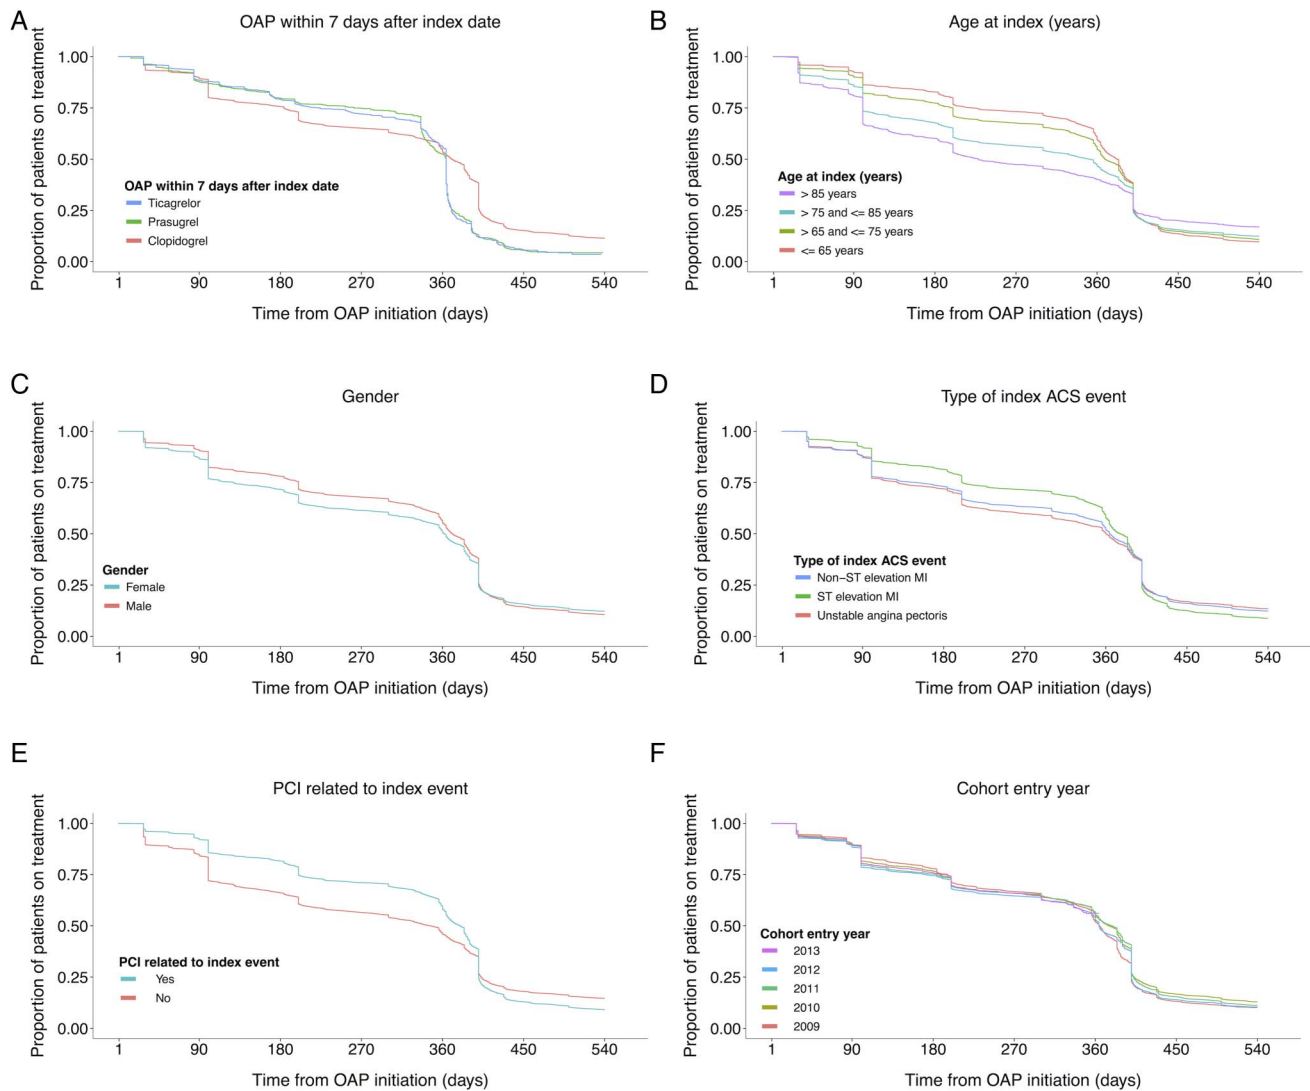 A
OAP within 7 days after index date
Proportion of patients on treatment
1.00
0.75
0.50
0.25
0.00
OAP within 7 days after index date
Ticagrelor
Prasugrel
Clopidogrel
1 90 180 270 360 450 540
Time from OAP initiation (days)
B
Age at index (years)
Proportion of patients on treatment
1.00
0.75
0.50
0.25
0.00
Age at index (years)
> 85 years
> 75 and <= 85 years
> 65 and <= 75 years
<= 65 years
1 90 180 270 360 450 540
Time from OAP initiation (days)
C
Gender
Proportion of patients on treatment
1.00
0.75
0.50
0.25
0.00
Gender
Female
Male
1 90 180 270 360 450 540
Time from OAP initiation (days)
D
Type of index ACS event
Proportion of patients on treatment
1.00
0.75
0.50
0.25
0.00
Type of index ACS event
Non−ST elevation MI
ST elevation MI
Unstable angina pectoris
1 90 180 270 360 450 540
Time from OAP initiation (days)
E
PCI related to index event
Proportion of patients on treatment
1.00
0.75
0.50
0.25
0.00
PCI related to index event
Yes
No
1 90 180 270 360 450 540
Time from OAP initiation (days)
F
Cohort entry year
Proportion of patients on treatment
1.00
0.75
0.50
0.25
0.00
Cohort entry year
2013
2012
2011
2010
2009
1 90 180 270 360 450 540
Time from OAP initiation (days)